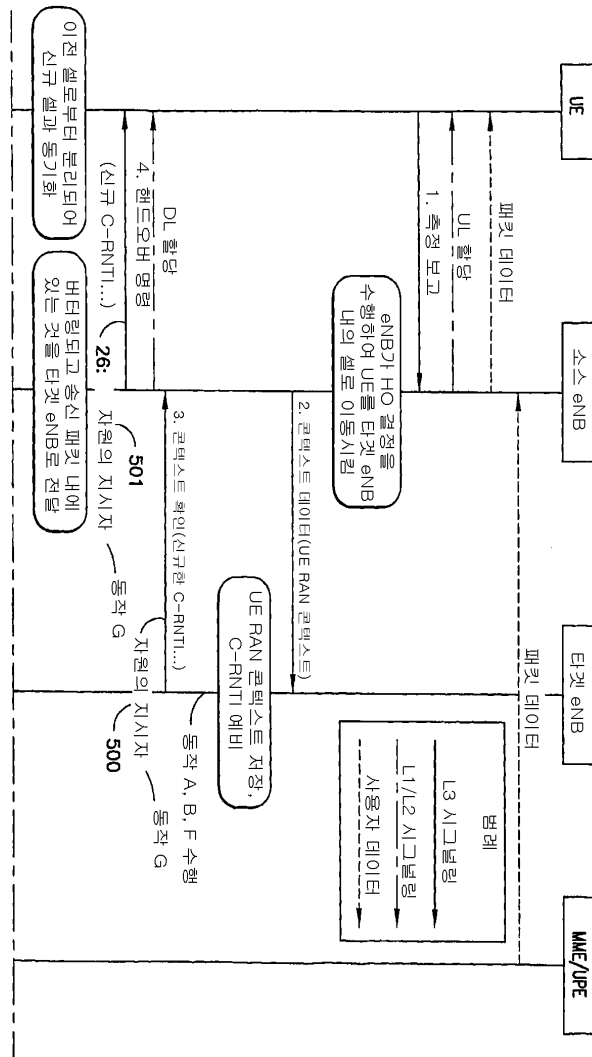 UE
소스 eNB
타겟 eNB
MME/UPE
패킷 데이터
패킷 데이터
UL 할당
1. 측정 보고
eNB가 HO 결정을
수행하여 UE를 타겟 eNB
내의 셀로 이동시킴
범례
L3 시그널링
L1/L2 시그널링
사용자 데이터
2. 콘텍스트 데이터(UE RAN 콘텍스트)
UE RAN 콘텍스트 저장,
C-RNTI 예비
동작 A, B, F 수행
3. 콘텍스트 확인(신규한 C-RNTI...)
자원의 지시자
500
동작 G
DL 할당
4. 핸드오버 명령
(신규 C-RNTI...)
26:
자원의 지시자
501
동작 G
이전 셀로부터 분리되어
신규 셀과 동기화
버터링되고 송신 패킷 내에
있는 것을 타겟 eNB로 전달